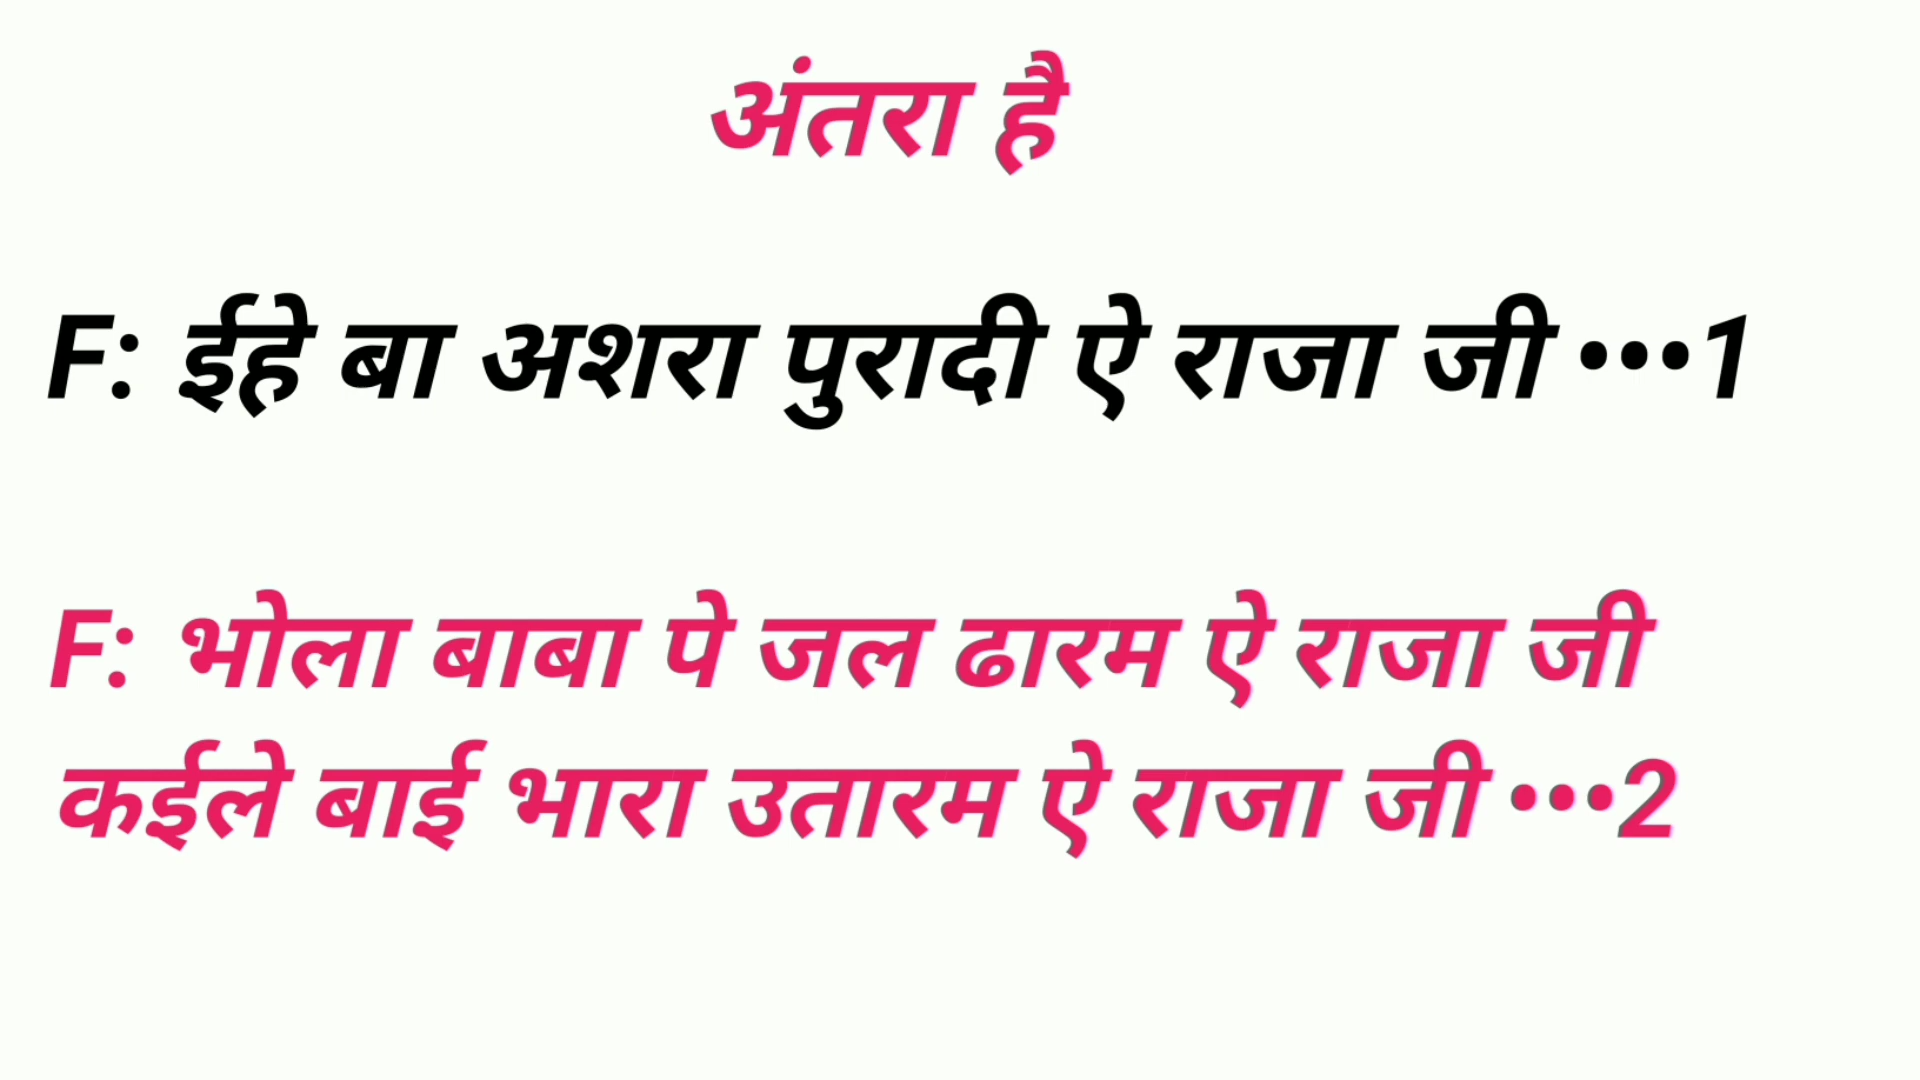 अंतरा है
F: ईहे बा अशरा पुरादी ऐ राजा जी •••1
F: भोला बाबा पे जल ढारम ऐ राजा जी
कईले बाई भारा उतारम ऐ राजा जी •••2